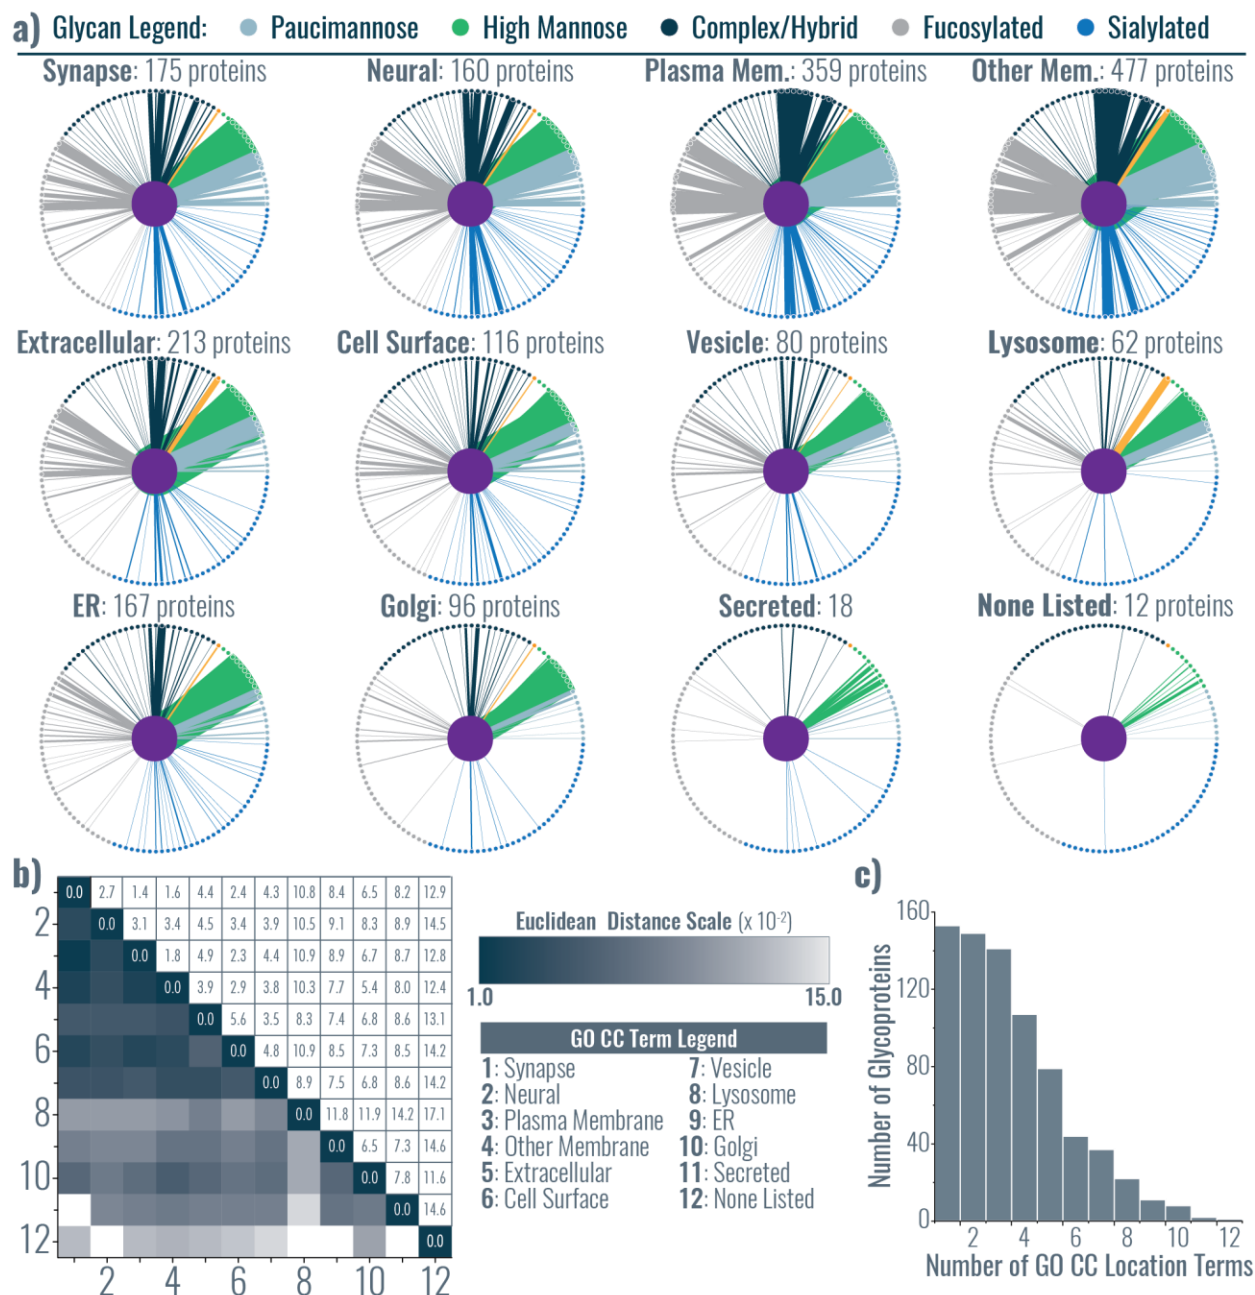 a) Glycan Legend: Paucimannose High Mannose Complex/Hybrid Fucosylated Sialylated
Synapse: 175 proteins Neural: 160 proteins Plasma Mem.: 359 proteins Other Mem.: 477 proteins
Extracellular: 213 proteins Cell Surface: 116 proteins Vesicle: 80 proteins Lysosome: 62 proteins
ER: 167 proteins Golgi: 96 proteins Secreted: 18 None Listed: 12 proteins
b)
0.0 2.7 1.4 1.6 4.4 2.4 4.3 10.8 8.4 6.5 8.2 12.9
2 0.0 3.1 3.4 4.5 3.4 3.9 10.5 9.1 8.3 8.9 14.5
0.0 1.8 4.9 2.3 4.4 10.9 8.9 6.7 8.7 12.8
4 0.0 3.9 2.9 3.8 10.3 7.7 5.4 8.0 12.4
0.0 5.6 3.5 8.3 7.4 6.8 8.6 13.1
6 0.0 4.8 10.9 8.5 7.3 8.5 14.2
0.0 8.9 7.5 6.8 8.6 14.2
8 0.0 11.8 11.9 14.2 17.1
0.0 6.5 7.3 14.6
10 0.0 7.8 11.6
0.0 14.6
12 0.0
2 4 6 8 10 12
Euclidean Distance Scale (x 10⁻²)
1.0 15.0
GO CC Term Legend
1: Synapse
2: Neural
3: Plasma Membrane
4: Other Membrane
5: Extracellular
6: Cell Surface
7: Vesicle
8: Lysosome
9: ER
10: Golgi
11: Secreted
12: None Listed
c)
Number of Glycoproteins
160
120
80
40
0
2 4 6 8 10 12
Number of GO CC Location Terms